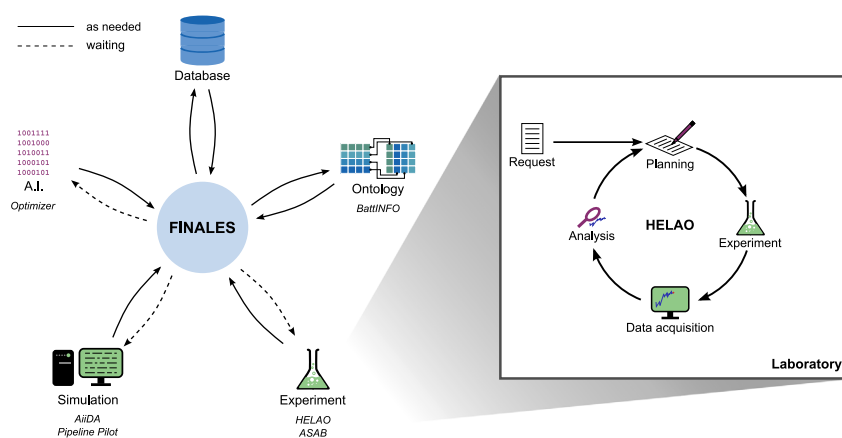 as needed
waiting
Database
1001111
1001000
1010011
1000101
1000101
A.I.
Optimizer
Ontology
BattINFO
FINALES
Simulation
AiiDA
Pipeline Pilot
Experiment
HELAO
ASAB
Request
Planning
Analysis
HELAO
Experiment
Data acquisition
Laboratory